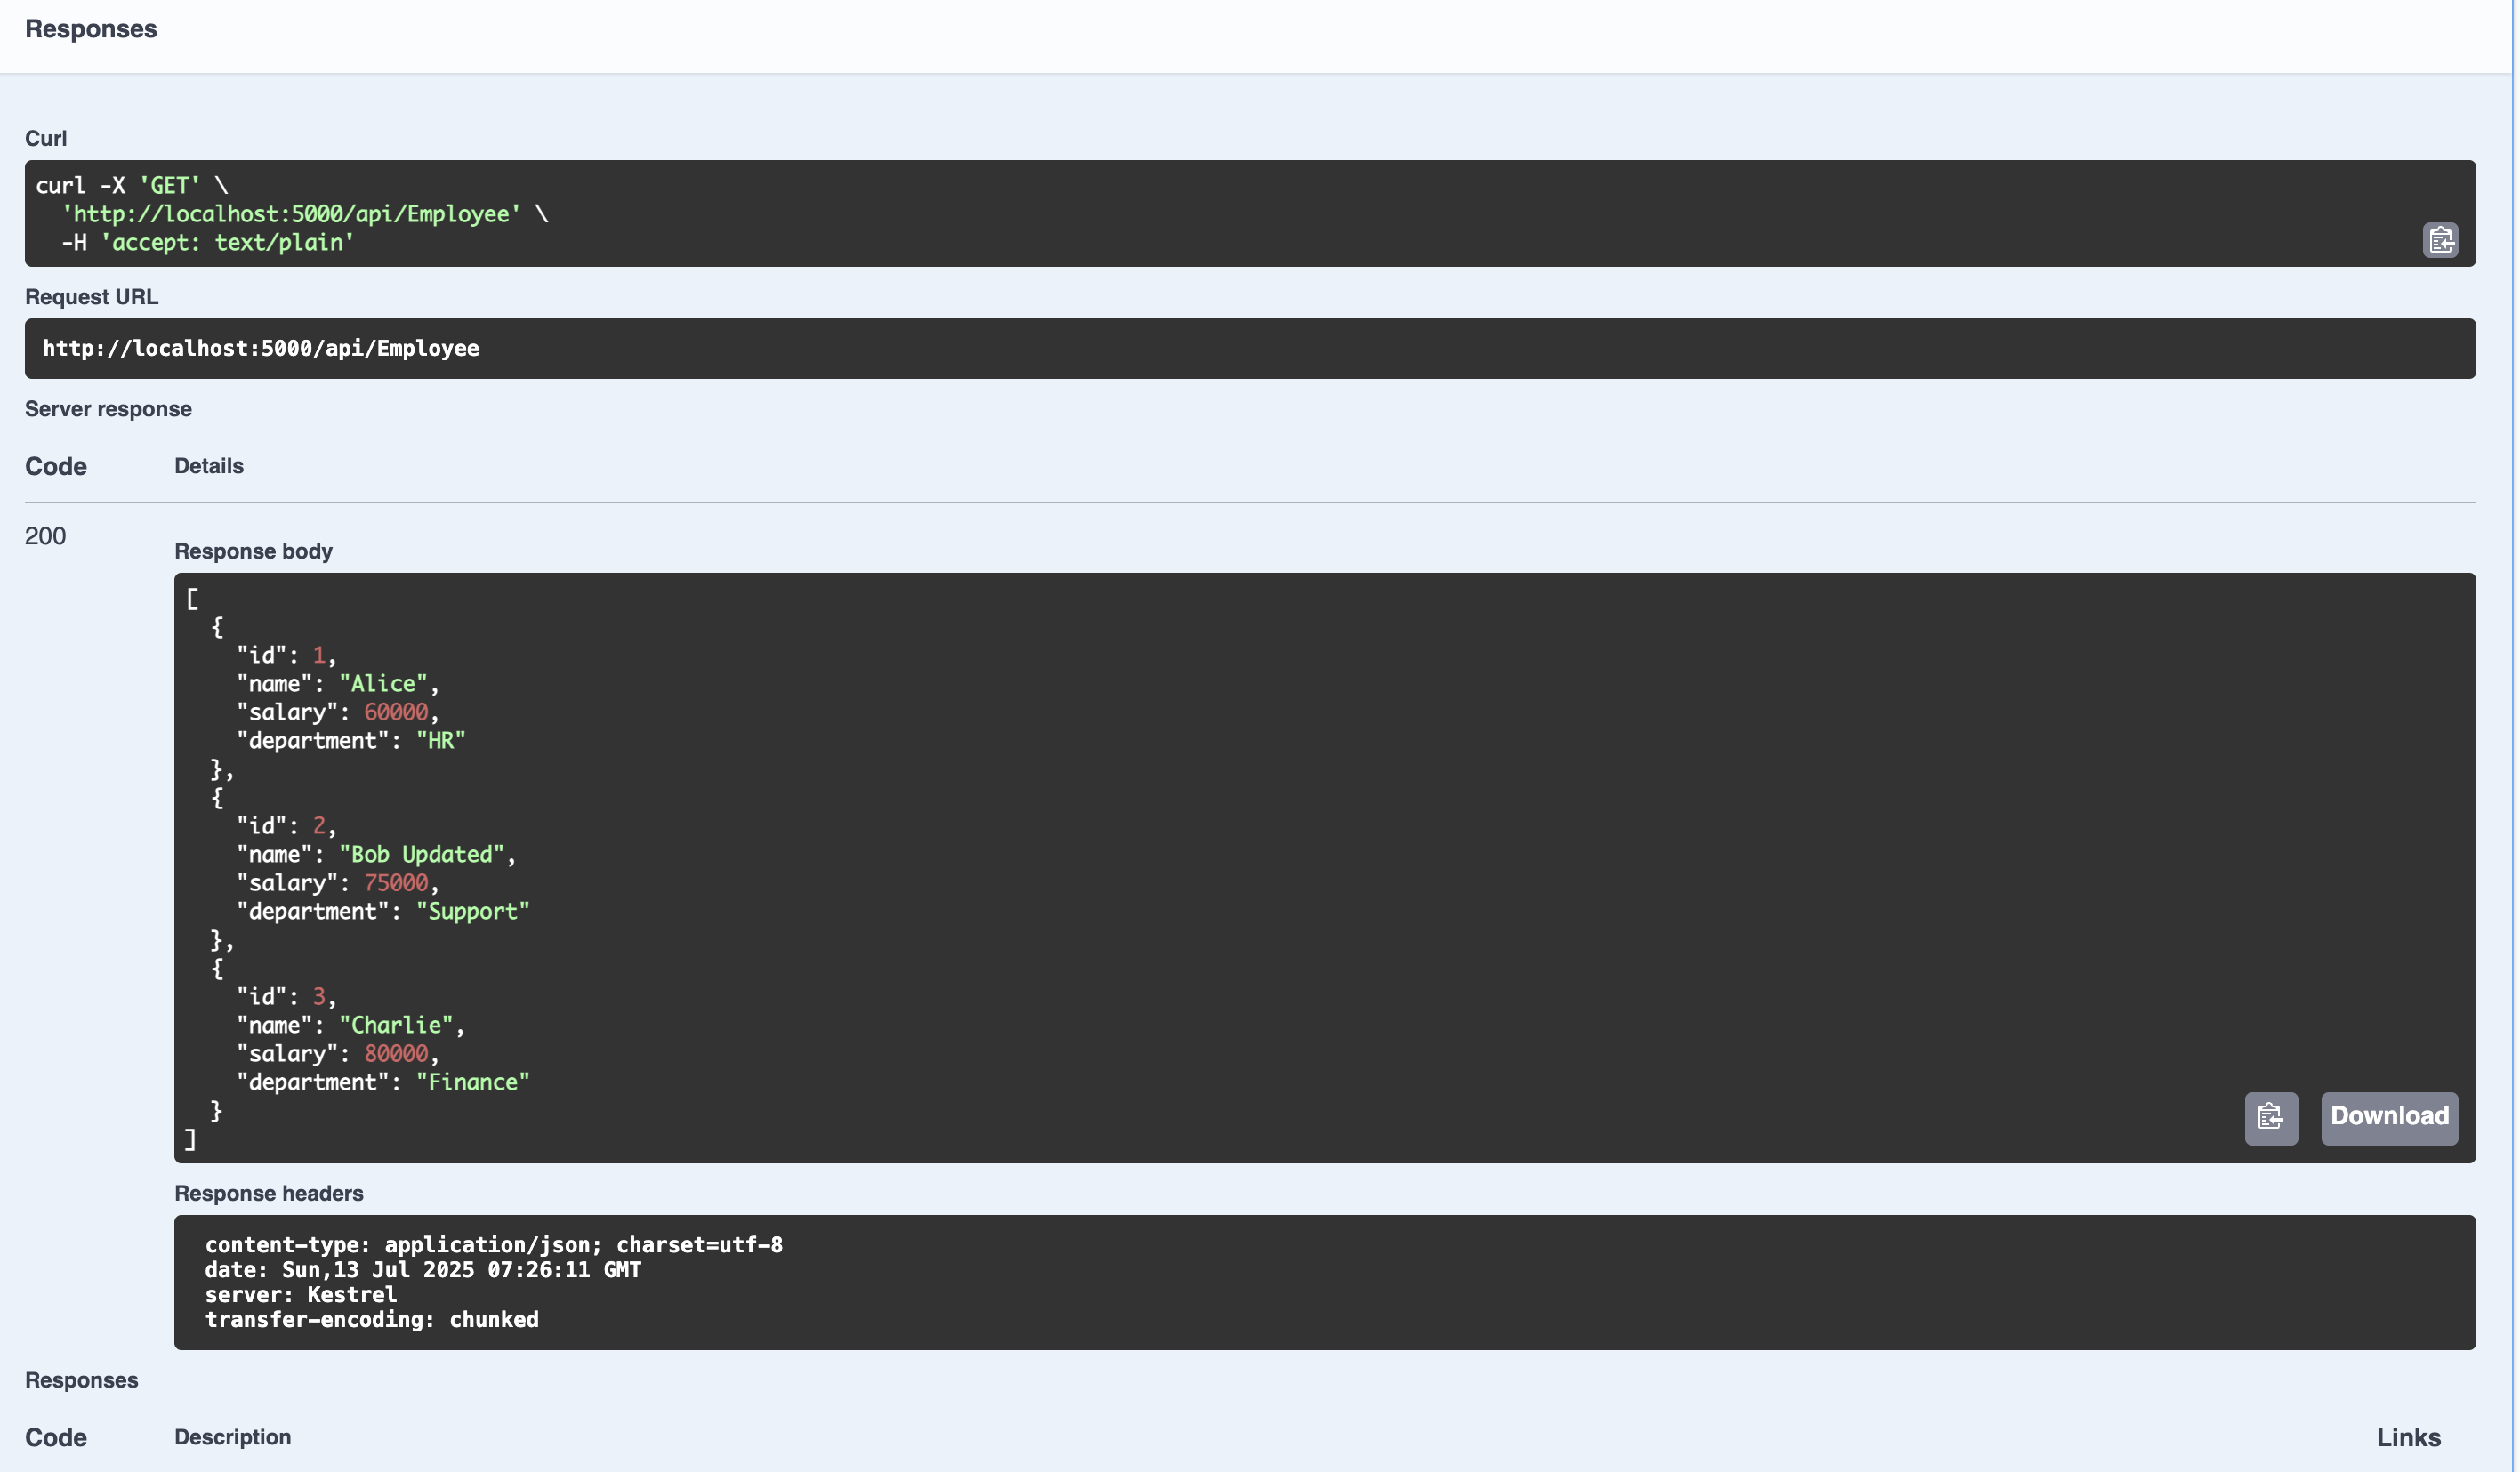 Responses
Curl
curl -X 'GET' \
  'http://localhost:5000/api/Employee' \
  -H 'accept: text/plain'
Request URL
http://localhost:5000/api/Employee
Server response
Code Details
200
Response body
[
  {
    "id": 1,
    "name": "Alice",
    "salary": 60000,
    "department": "HR"
  },
  {
    "id": 2,
    "name": "Bob Updated",
    "salary": 75000,
    "department": "Support"
  },
  {
    "id": 3,
    "name": "Charlie",
    "salary": 80000,
    "department": "Finance"
  }
]
Download
Response headers
content-type: application/json; charset=utf-8
date: Sun,13 Jul 2025 07:26:11 GMT
server: Kestrel
transfer-encoding: chunked
Responses
Code Description Links